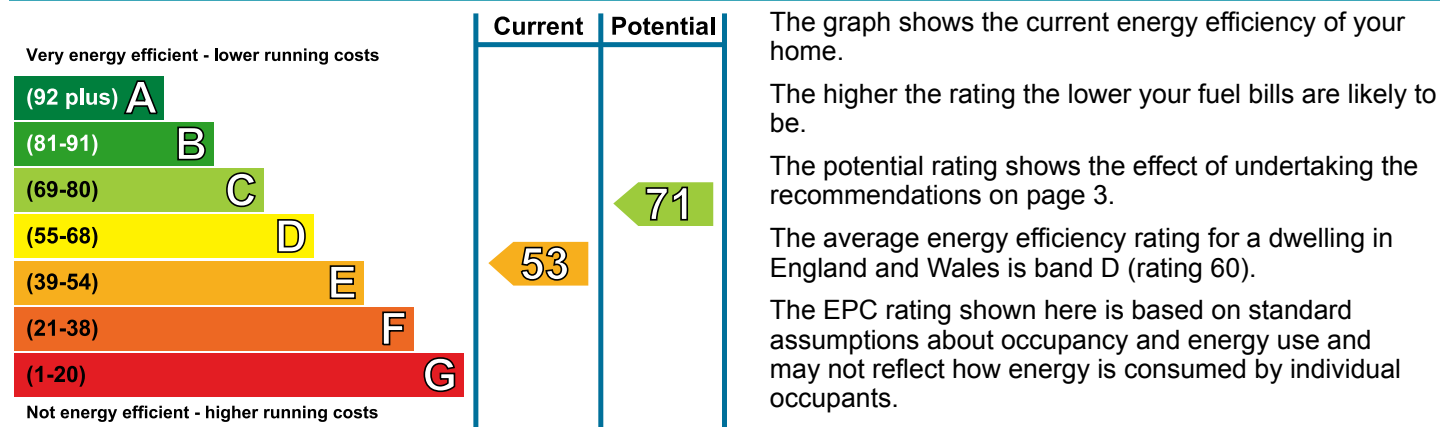 Current Potential
Very energy efficient - lower running costs
(92 plus) A
(81-91) B
(69-80) C
71
(55-68) D
53
(39-54) E
(21-38) F
(1-20) G
Not energy efficient - higher running costs
The graph shows the current energy efficiency of your
home.
The higher the rating the lower your fuel bills are likely to
be.
The potential rating shows the effect of undertaking the
recommendations on page 3.
The average energy efficiency rating for a dwelling in
England and Wales is band D (rating 60).
The EPC rating shown here is based on standard
assumptions about occupancy and energy use and
may not reflect how energy is consumed by individual
occupants.